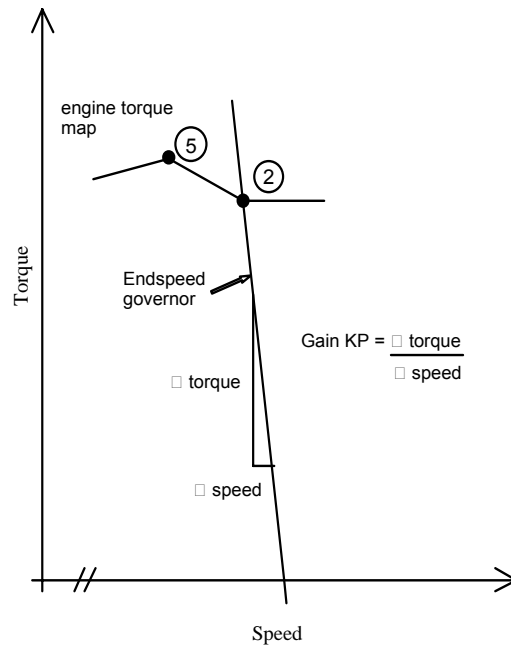 engine torque
map
5
2
Torque
Endspeed
governor
Gain KP = □ torque
□ speed
□ torque
□ speed
Speed